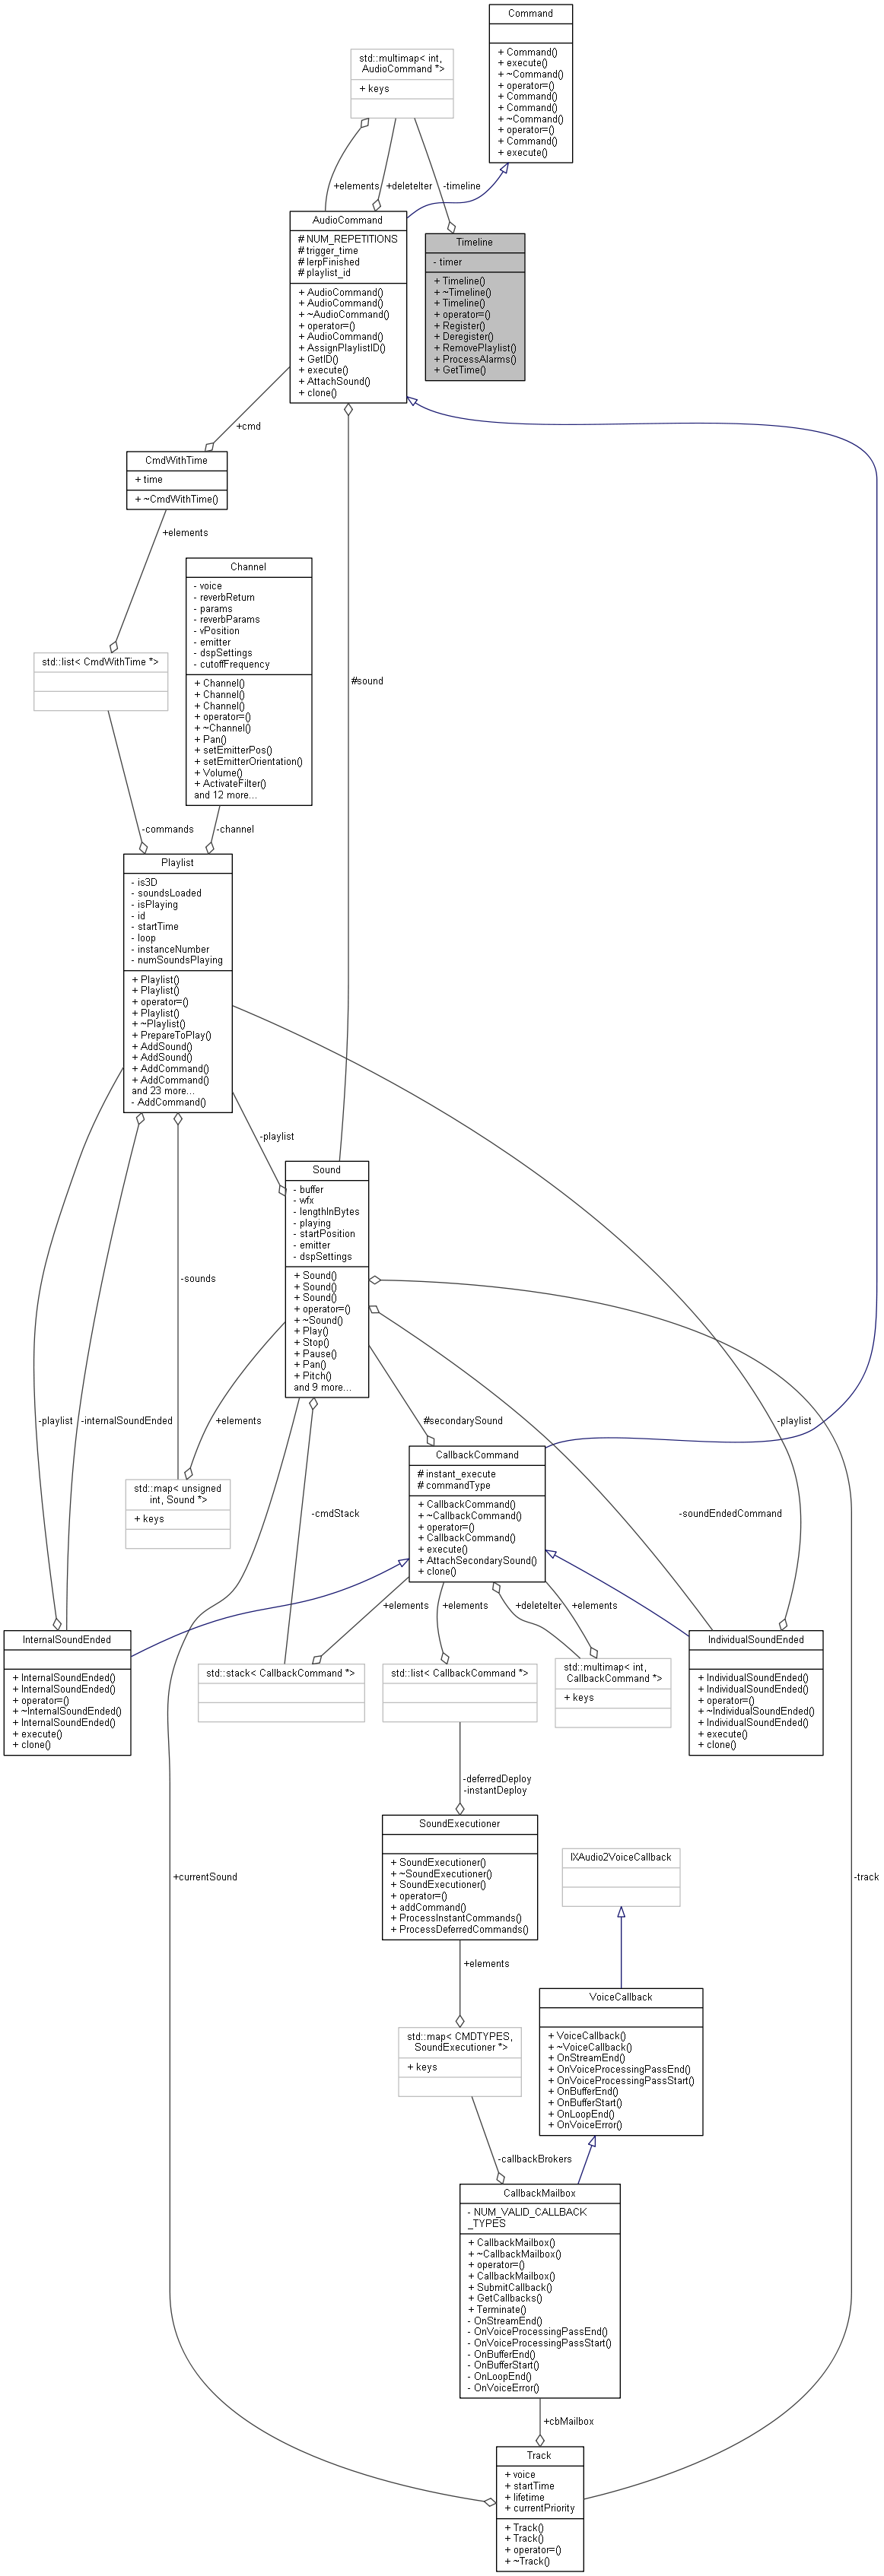 Command
+ Command()
+ execute()
+ ~Command()
+ operator=()
+ Command()
+ Command()
+ ~Command()
+ operator=()
+ Command()
+ execute()
std::multimap< int,
AudioCommand *>
+ keys
+elements
+deleteIter
-timeline
AudioCommand
# NUM_REPETITIONS
# trigger_time
# lerpFinished
# playlist_id
+ AudioCommand()
+ AudioCommand()
+ ~AudioCommand()
+ operator=()
+ AudioCommand()
+ AssignPlaylistID()
+ GetID()
+ execute()
+ AttachSound()
+ clone()
Timeline
- timer
+ Timeline()
+ ~Timeline()
+ Timeline()
+ operator=()
+ Register()
+ Deregister()
+ RemovePlaylist()
+ ProcessAlarms()
+ GetTime()
+cmd
CmdWithTime
+ time
+ ~CmdWithTime()
+elements
Channel
- voice
- reverbReturn
- params
- reverbParams
- vPosition
- emitter
- dspSettings
- cutoffFrequency
+ Channel()
+ Channel()
+ Channel()
+ operator=()
+ ~Channel()
+ Pan()
+ setEmitterPos()
+ setEmitterOrientation()
+ Volume()
+ ActivateFilter()
and 12 more...
std::list< CmdWithTime *>
#sound
-commands
-channel
Playlist
- is3D
- soundsLoaded
- isPlaying
- id
- startTime
- loop
- instanceNumber
- numSoundsPlaying
+ Playlist()
+ Playlist()
+ operator=()
+ Playlist()
+ ~Playlist()
+ PrepareToPlay()
+ AddSound()
+ AddSound()
+ AddCommand()
+ AddCommand()
and 23 more...
- AddCommand()
-playlist
Sound
- buffer
- wfx
- lengthInBytes
- playing
- startPosition
- emitter
- dspSettings
+ Sound()
+ Sound()
+ Sound()
+ operator=()
+ ~Sound()
+ Play()
+ Stop()
+ Pause()
+ Pan()
+ Pitch()
and 9 more...
-sounds
-playlist
-internalSoundEnded
+elements
#secondarySound
-playlist
CallbackCommand
# instant_execute
# commandType
+ CallbackCommand()
+ ~CallbackCommand()
+ operator=()
+ CallbackCommand()
+ execute()
+ AttachSecondarySound()
+ clone()
std::map< unsigned
int, Sound *>
+ keys
-cmdStack
-soundEndedCommand
+elements
+elements
+deleteIter
+elements
InternalSoundEnded
+ InternalSoundEnded()
+ InternalSoundEnded()
+ operator=()
+ ~InternalSoundEnded()
+ InternalSoundEnded()
+ execute()
+ clone()
std::stack< CallbackCommand *>
std::list< CallbackCommand *>
std::multimap< int,
CallbackCommand *>
+ keys
IndividualSoundEnded
+ IndividualSoundEnded()
+ IndividualSoundEnded()
+ operator=()
+ ~IndividualSoundEnded()
+ IndividualSoundEnded()
+ execute()
+ clone()
-deferredDeploy
-instantDeploy
SoundExecutioner
+ SoundExecutioner()
+ ~SoundExecutioner()
+ SoundExecutioner()
+ operator=()
+ addCommand()
+ ProcessInstantCommands()
+ ProcessDeferredCommands()
IXAudio2VoiceCallback
+currentSound
-track
+elements
VoiceCallback
+ VoiceCallback()
+ ~VoiceCallback()
+ OnStreamEnd()
+ OnVoiceProcessingPassEnd()
+ OnVoiceProcessingPassStart()
+ OnBufferEnd()
+ OnBufferStart()
+ OnLoopEnd()
+ OnVoiceError()
std::map< CMDTYPES,
SoundExecutioner *>
+ keys
-callbackBrokers
CallbackMailbox
- NUM_VALID_CALLBACK
_TYPES
+ CallbackMailbox()
+ ~CallbackMailbox()
+ operator=()
+ CallbackMailbox()
+ SubmitCallback()
+ GetCallbacks()
+ Terminate()
- OnStreamEnd()
- OnVoiceProcessingPassEnd()
- OnVoiceProcessingPassStart()
- OnBufferEnd()
- OnBufferStart()
- OnLoopEnd()
- OnVoiceError()
+cbMailbox
Track
+ voice
+ startTime
+ lifetime
+ currentPriority
+ Track()
+ Track()
+ operator=()
+ ~Track()